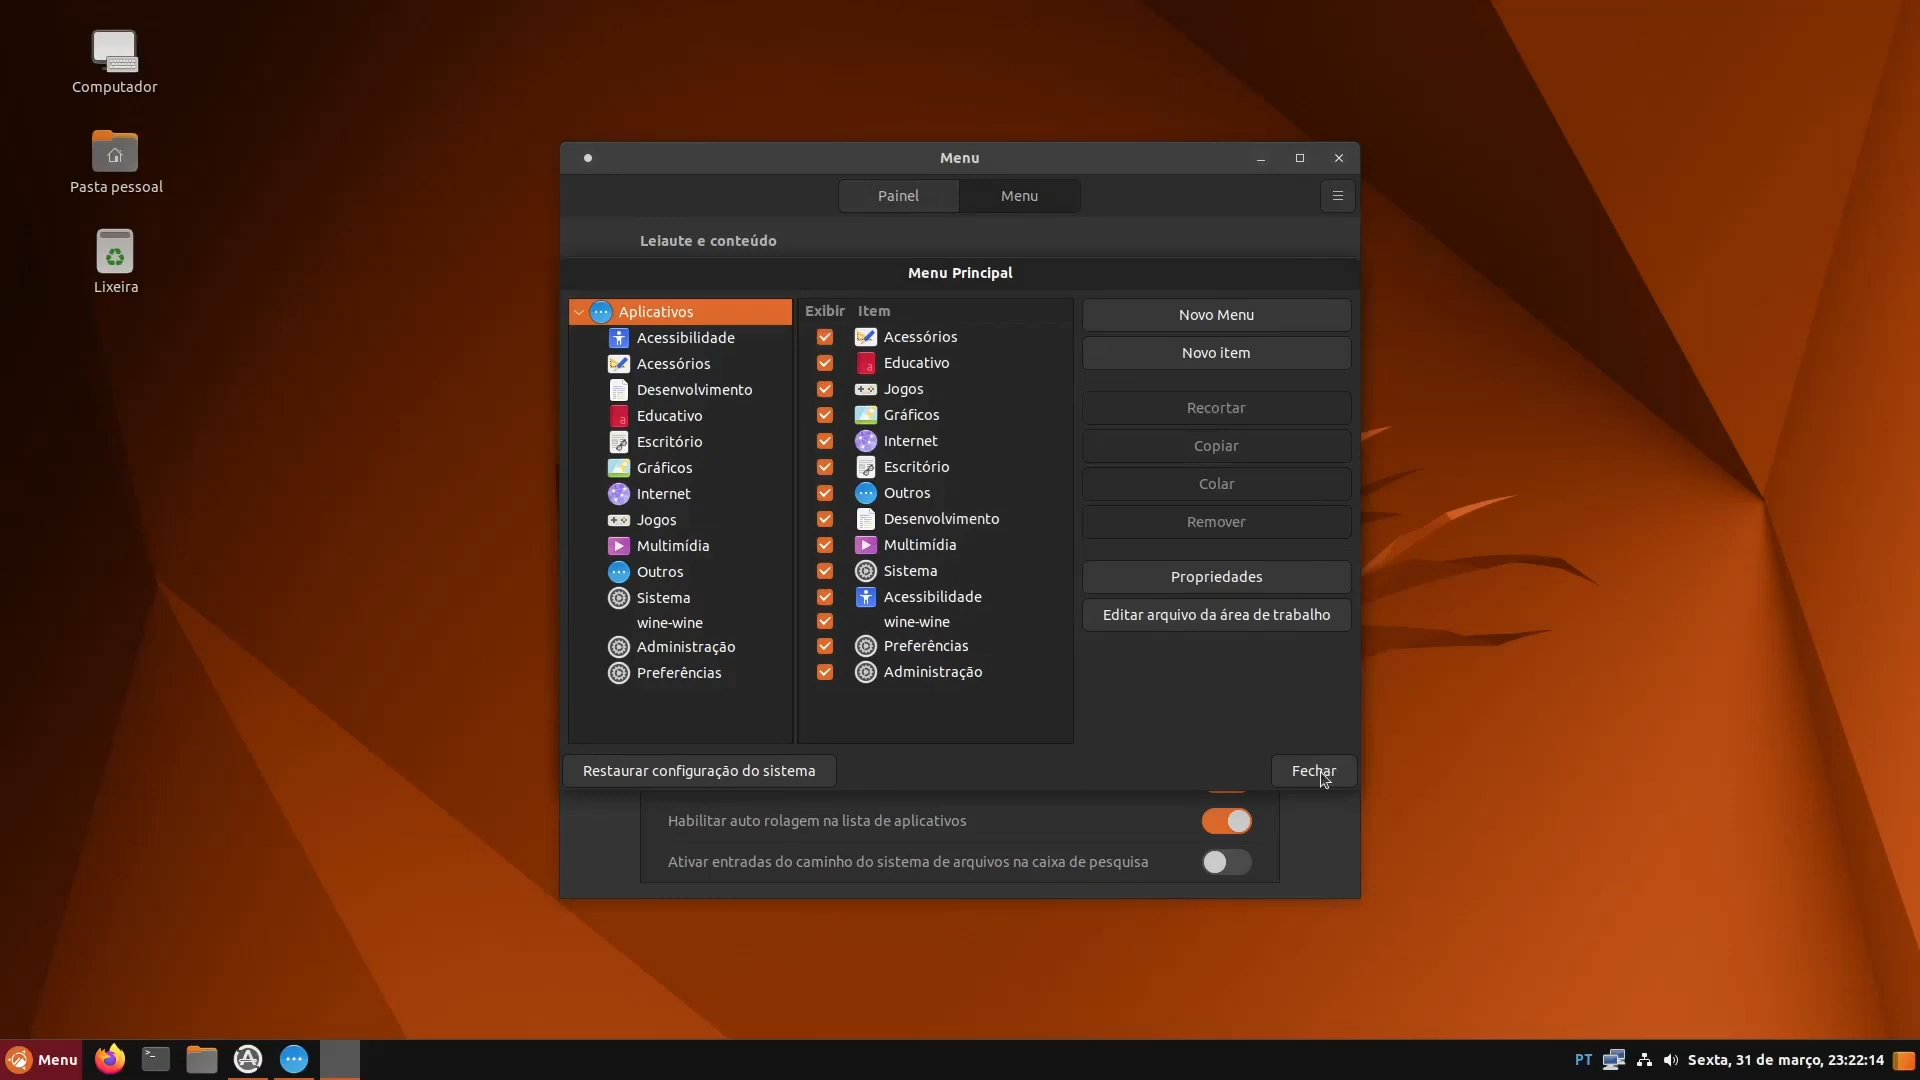 Computador
Pasta pessoal
Lixeira
Menu
Painel
Menu
Leiaute e conteúdo
Menu Principal
Aplicativos
Acessibilidade
Acessórios
Desenvolvimento
Educativo
Escritório
Gráficos
Internet
Jogos
Multimídia
Outros
Sistema
wine-wine
Administração
Preferências
Exibir Item
Acessórios
Educativo
Jogos
Gráficos
Internet
Escritório
Outros
Desenvolvimento
Multimídia
Sistema
Acessibilidade
wine-wine
Preferências
Administração
Novo Menu
Novo item
Recortar
Copiar
Colar
Remover
Propriedades
Editar arquivo da área de trabalho
Restaurar configuração do sistema
Fechar
Habilitar auto rolagem na lista de aplicativos
Ativar entradas do caminho do sistema de arquivos na caixa de pesquisa
Menu
PT
Sexta, 31 de março, 23:22:14